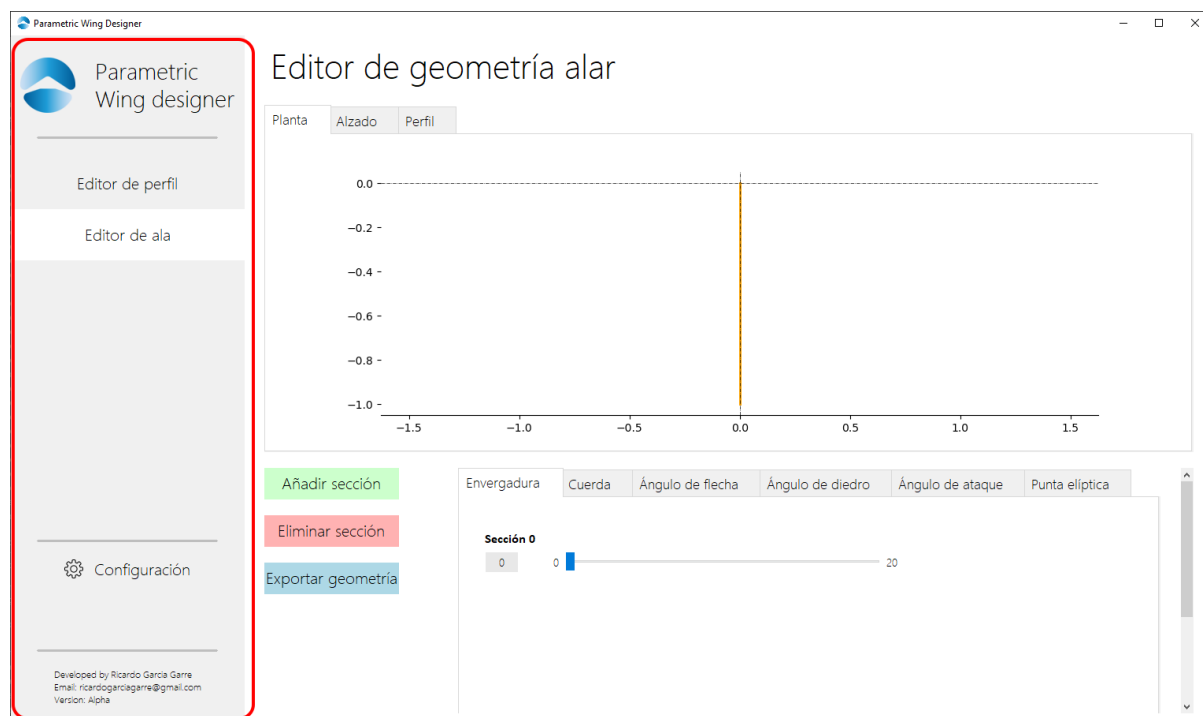 Parametric Wing Designer
Parametric
Wing designer
Editor de perfil
Editor de ala
Configuración
Developed by Ricardo Garcia Garre
Email: ricardogarciagarre@gmail.com
Version: Alpha
Editor de geometría alar
Planta Alzado Perfil
0.0
−0.2
−0.4
−0.6
−0.8
−1.0
−1.5 −1.0 −0.5 0.0 0.5 1.0 1.5
Añadir sección
Eliminar sección
Exportar geometría
Envergadura Cuerda Ángulo de flecha Ángulo de diedro Ángulo de ataque Punta elíptica
Sección 0
0 0 20